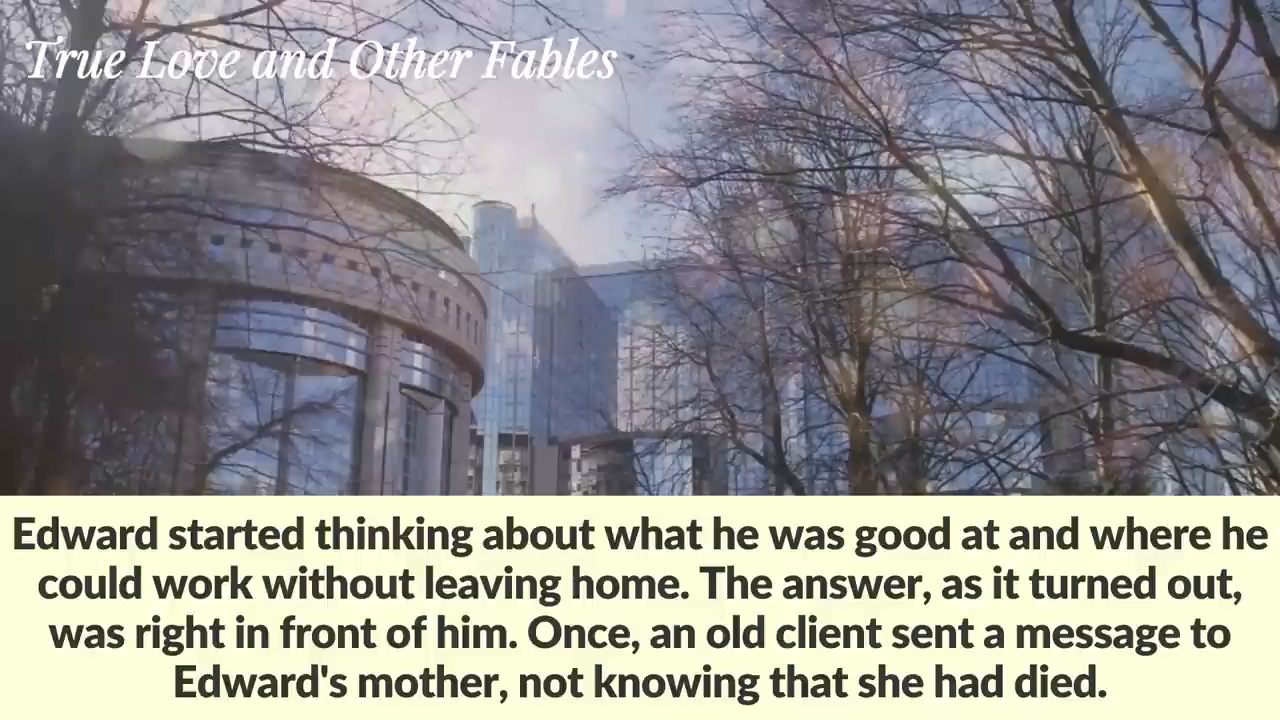 True Love and Other Fables
Edward started thinking about what he was good at and where he
could work without leaving home. The answer, as it turned out,
was right in front of him. Once, an old client sent a message to
Edward's mother, not knowing that she had died.